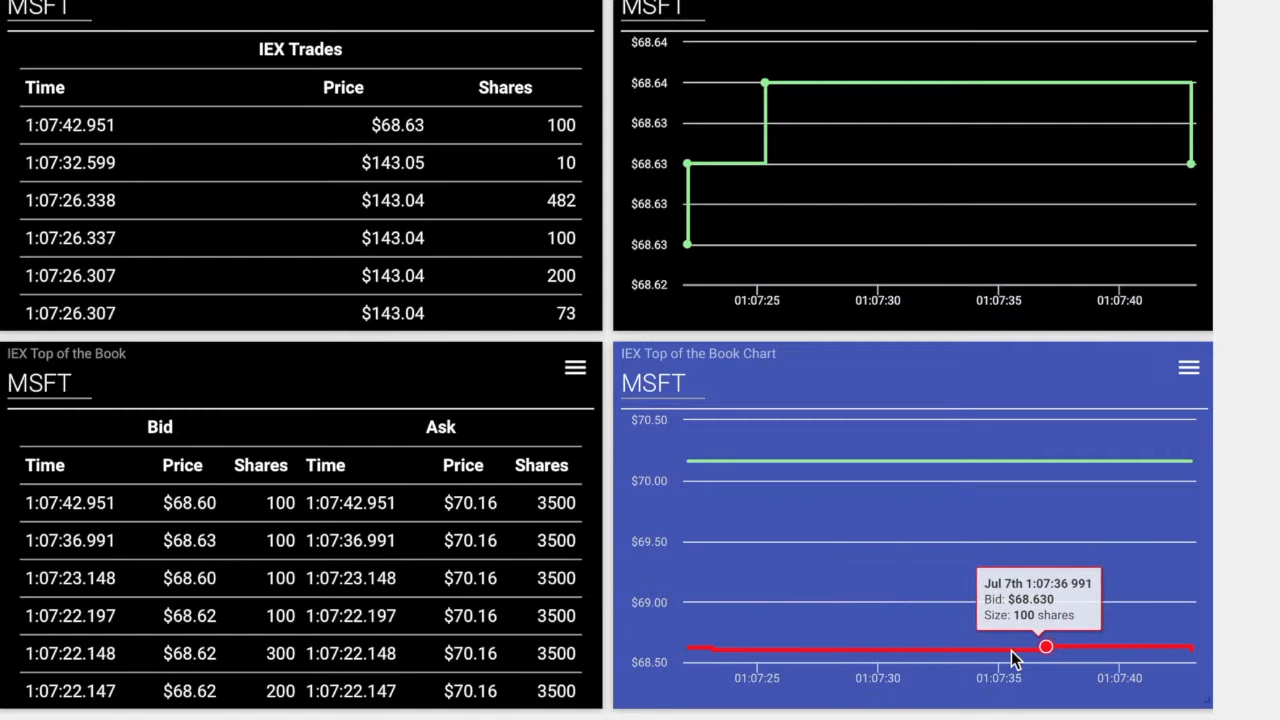 MSFT
IEX Trades
Time Price Shares
1:07:42.951 $68.63 100
1:07:32.599 $143.05 10
1:07:26.338 $143.04 482
1:07:26.337 $143.04 100
1:07:26.307 $143.04 200
1:07:26.307 $143.04 73
MSFT
$68.64
$68.64
$68.63
$68.63
$68.63
$68.63
$68.62
01:07:25 01:07:30 01:07:35 01:07:40
IEX Top of the Book
MSFT
Bid Ask
Time Price Shares Time Price Shares
1:07:42.951 $68.60 100 1:07:42.951 $70.16 3500
1:07:36.991 $68.63 100 1:07:36.991 $70.16 3500
1:07:23.148 $68.60 100 1:07:23.148 $70.16 3500
1:07:22.197 $68.62 100 1:07:22.197 $70.16 3500
1:07:22.148 $68.62 300 1:07:22.148 $70.16 3500
1:07:22.147 $68.62 200 1:07:22.147 $70.16 3500
IEX Top of the Book Chart
MSFT
$70.50
$70.00
$69.50
$69.00
$68.50
Jul 7th 1:07:36 991
Bid: $68.630
Size: 100 shares
01:07:25 01:07:30 01:07:35 01:07:40